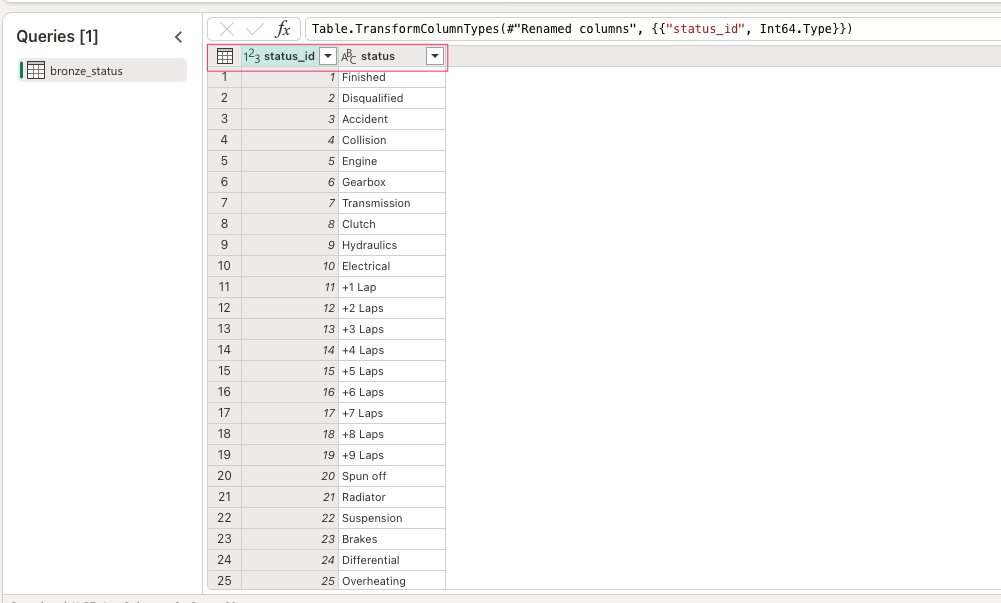 Queries [1]
bronze_status
fx
Table.TransformColumnTypes(#"Renamed columns", {{"status_id", Int64.Type}})
123 status_id ABC status
1 1 Finished
2 2 Disqualified
3 3 Accident
4 4 Collision
5 5 Engine
6 6 Gearbox
7 7 Transmission
8 8 Clutch
9 9 Hydraulics
10 10 Electrical
11 11 +1 Lap
12 12 +2 Laps
13 13 +3 Laps
14 14 +4 Laps
15 15 +5 Laps
16 16 +6 Laps
17 17 +7 Laps
18 18 +8 Laps
19 19 +9 Laps
20 20 Spun off
21 21 Radiator
22 22 Suspension
23 23 Brakes
24 24 Differential
25 25 Overheating